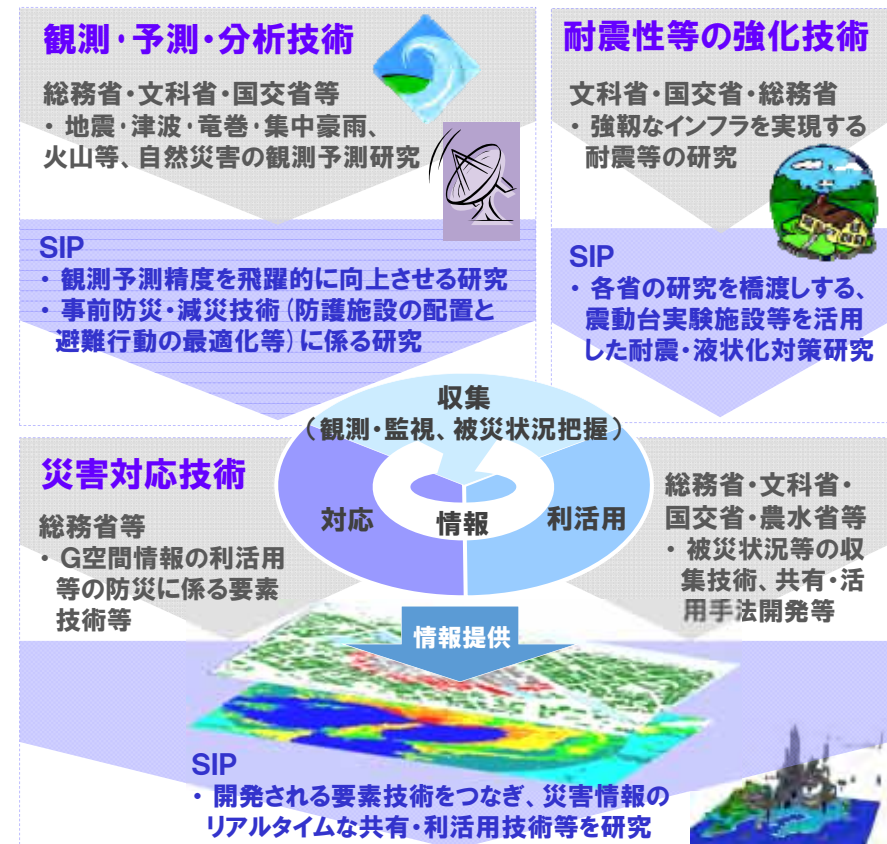 観測・予測・分析技術
総務省・文科省・国交省等
・ 地震・津波・竜巻・集中豪雨、
火山等、自然災害の観測予測研究
SIP
・ 観測予測精度を飛躍的に向上させる研究
・ 事前防災・減災技術（防護施設の配置と
避難行動の最適化等）に係る研究
耐震性等の強化技術
文科省・国交省・総務省
・ 強靱なインフラを実現する
耐震等の研究
SIP
・ 各省の研究を橋渡しする、
震動台実験施設等を活用
した耐震・液状化対策研究
収集
（観測・監視、被災状況把握）
対応
情報
利活用
災害対応技術
総務省等
・ G空間情報の利活用
等の防災に係る要素
技術等
総務省・文科省・
国交省・農水省等
・ 被災状況等の収
集技術、共有・活
用手法開発等
情報提供
SIP
・ 開発される要素技術をつなぎ、災害情報の
リアルタイムな共有・利活用技術等を研究